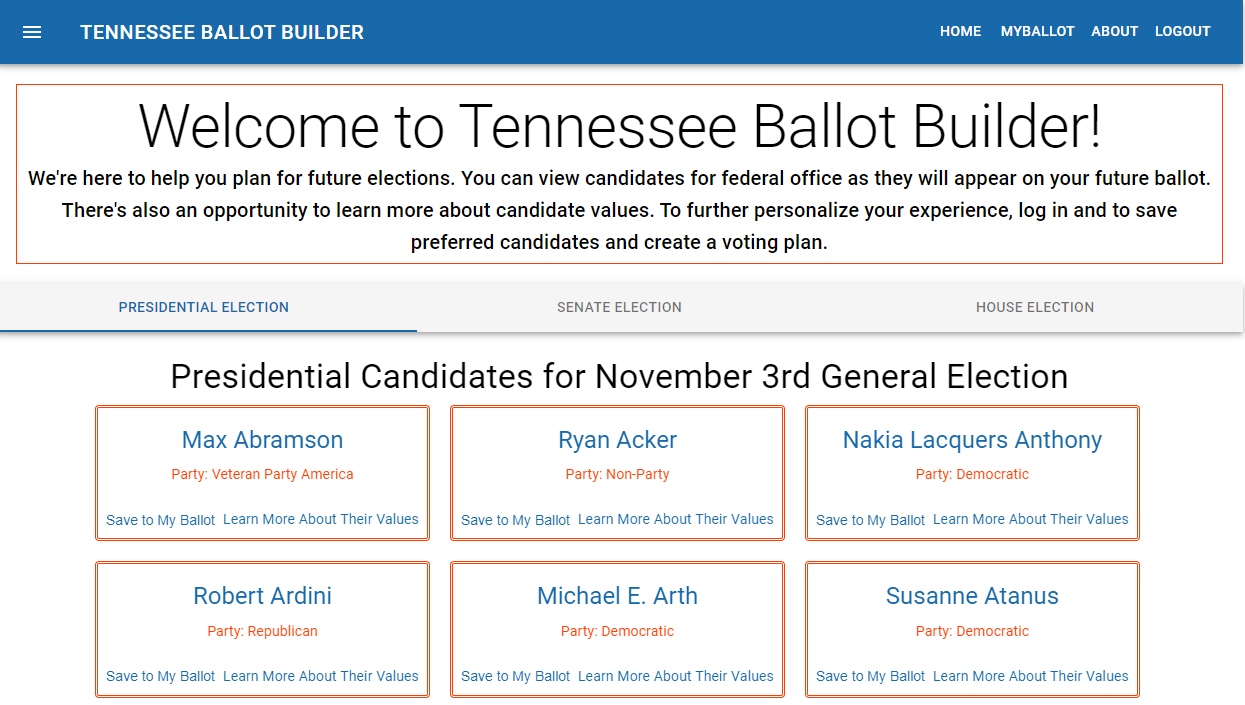 TENNESSEE BALLOT BUILDER
HOME MYBALLOT ABOUT LOGOUT
Welcome to Tennessee Ballot Builder!
We're here to help you plan for future elections. You can view candidates for federal office as they will appear on your future ballot.
There's also an opportunity to learn more about candidate values. To further personalize your experience, log in and to save
preferred candidates and create a voting plan.
PRESIDENTIAL ELECTION SENATE ELECTION HOUSE ELECTION
Presidential Candidates for November 3rd General Election
Max Abramson
Party: Veteran Party America
Save to My Ballot Learn More About Their Values
Ryan Acker
Party: Non-Party
Save to My Ballot Learn More About Their Values
Nakia Lacquers Anthony
Party: Democratic
Save to My Ballot Learn More About Their Values
Robert Ardini
Party: Republican
Save to My Ballot Learn More About Their Values
Michael E. Arth
Party: Democratic
Save to My Ballot Learn More About Their Values
Susanne Atanus
Party: Democratic
Save to My Ballot Learn More About Their Values